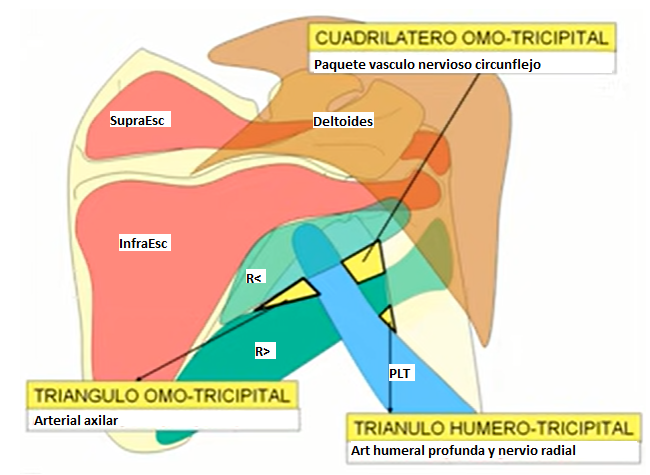 CUADRILATERO OMO-TRICIPITAL
Paquete vasculo nervioso circunflejo
SupraEsc
Deltoides
InfraEsc
R<
R>
PLT
TRIANGULO OMO-TRICIPITAL
Arterial axilar
TRIANULO HUMERO-TRICIPITAL
Art humeral profunda y nervio radial